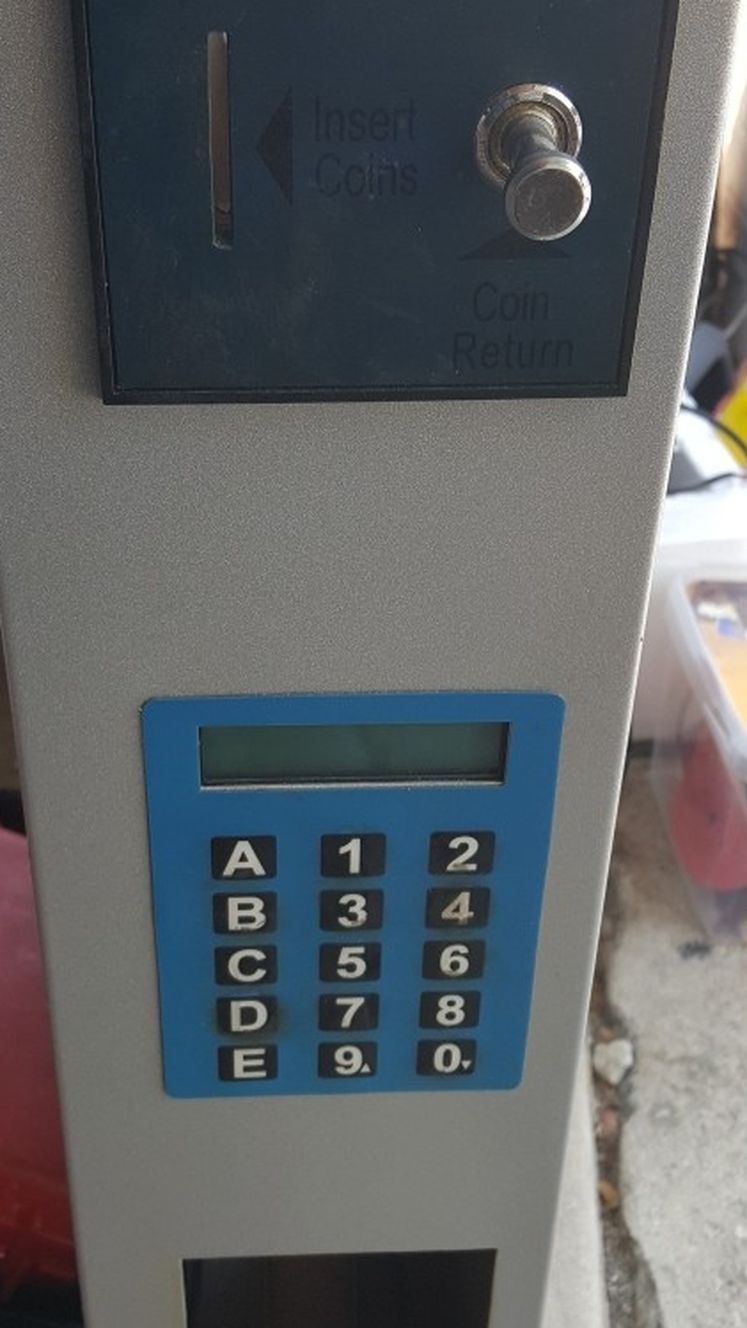 Insert
Coins
Coin
Return
A 1 2
B 3 4
C 5 6
D 7 8
E 9▲ 0▼